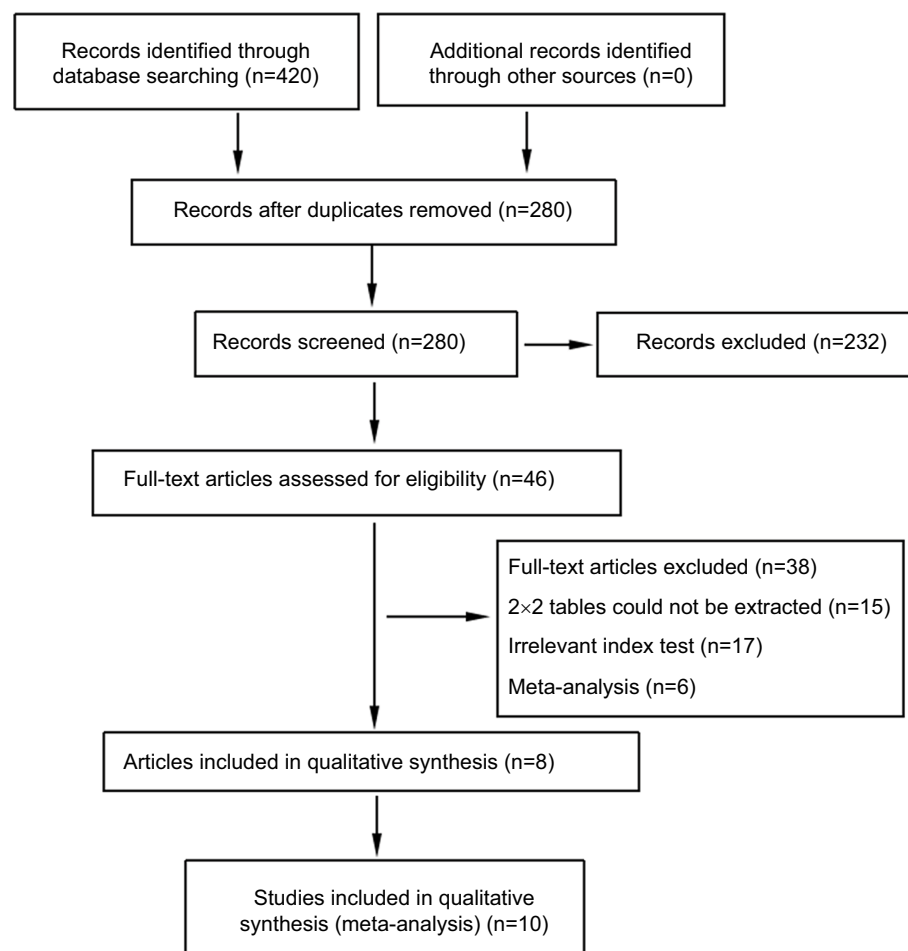 Records identified through
database searching (n=420)
Additional records identified
through other sources (n=0)
Records after duplicates removed (n=280)
Records screened (n=280)
Records excluded (n=232)
Full-text articles assessed for eligibility (n=46)
Full-text articles excluded (n=38)
2×2 tables could not be extracted (n=15)
Irrelevant index test (n=17)
Meta-analysis (n=6)
Articles included in qualitative synthesis (n=8)
Studies included in qualitative
synthesis (meta-analysis) (n=10)